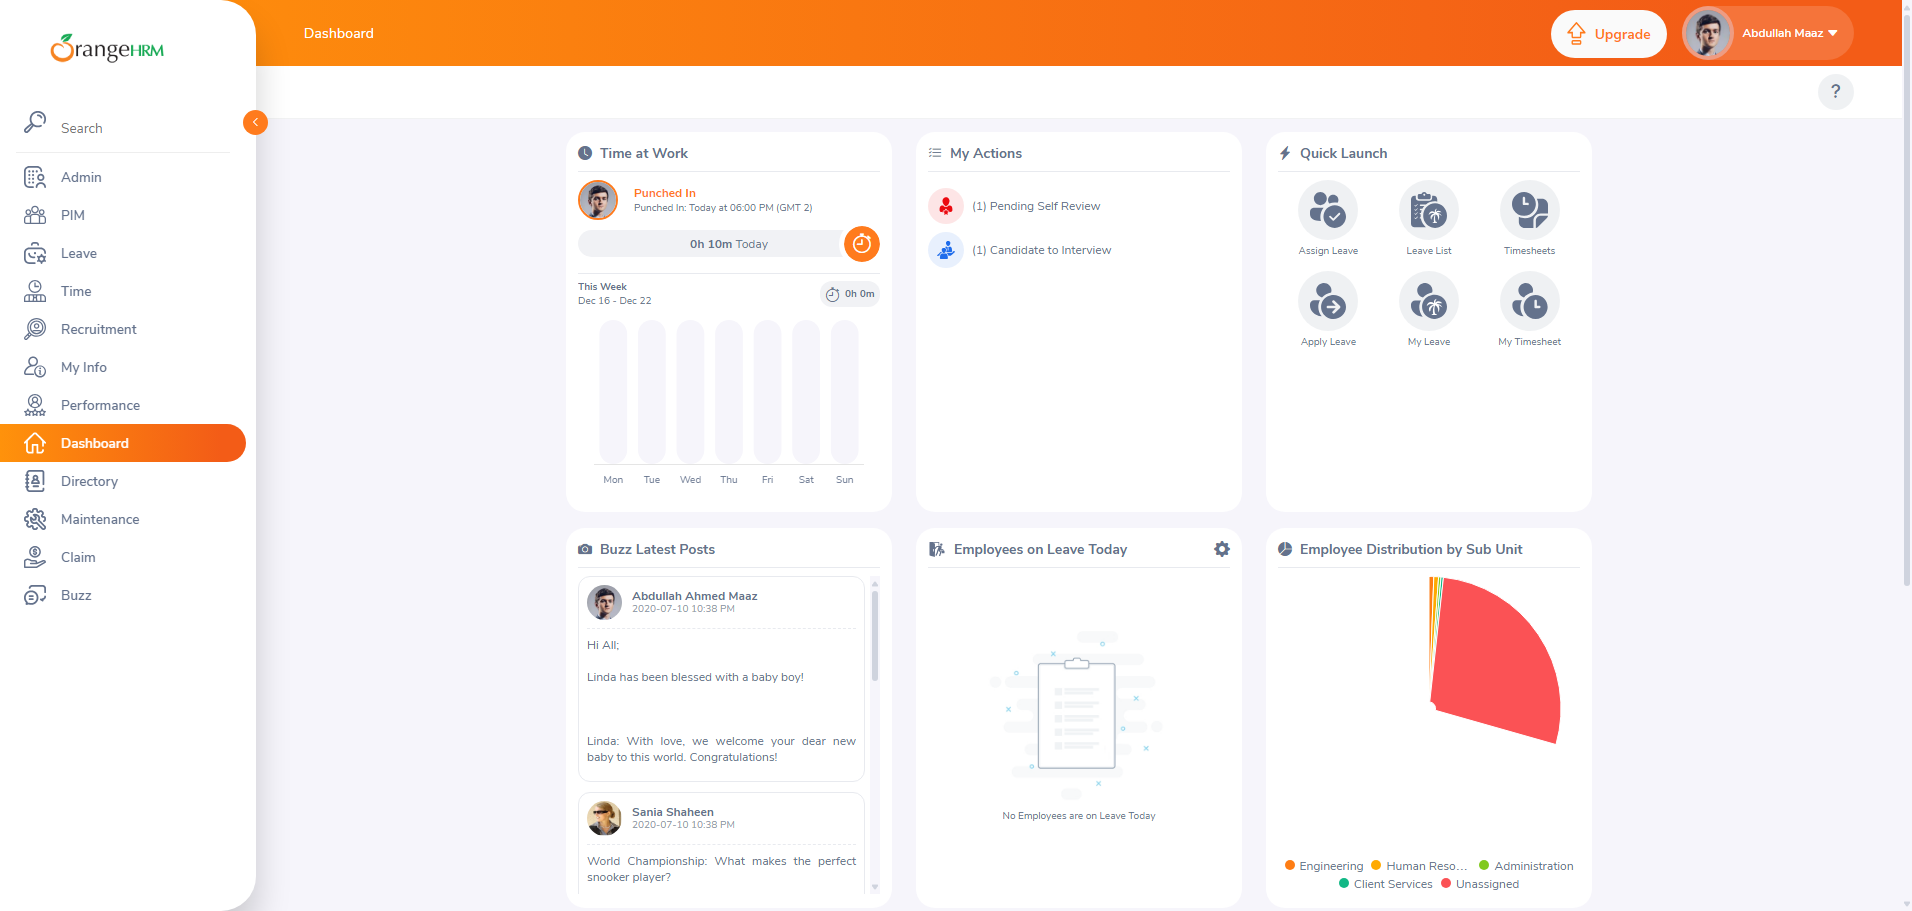 OrangeHRM
Dashboard
Upgrade
Abdullah Maaz
?
Search
Admin
PIM
Leave
Time
Recruitment
My Info
Performance
Dashboard
Directory
Maintenance
Claim
Buzz
Time at Work
Punched In
Punched In: Today at 06:00 PM (GMT 2)
0h 10m Today
This Week
Dec 16 - Dec 22
0h 0m
Mon Tue Wed Thu Fri Sat Sun
My Actions
(1) Pending Self Review
(1) Candidate to Interview
Quick Launch
Assign Leave Leave List Timesheets
Apply Leave My Leave My Timesheet
Buzz Latest Posts
Abdullah Ahmed Maaz
2020-07-10 10:38 PM
Hi All;
Linda has been blessed with a baby boy!
Linda: With love, we welcome your dear new
baby to this world. Congratulations!
Sania Shaheen
2020-07-10 10:38 PM
World Championship: What makes the perfect
snooker player?
Employees on Leave Today
No Employees are on Leave Today
Employee Distribution by Sub Unit
Engineering Human Reso... Administration
Client Services Unassigned